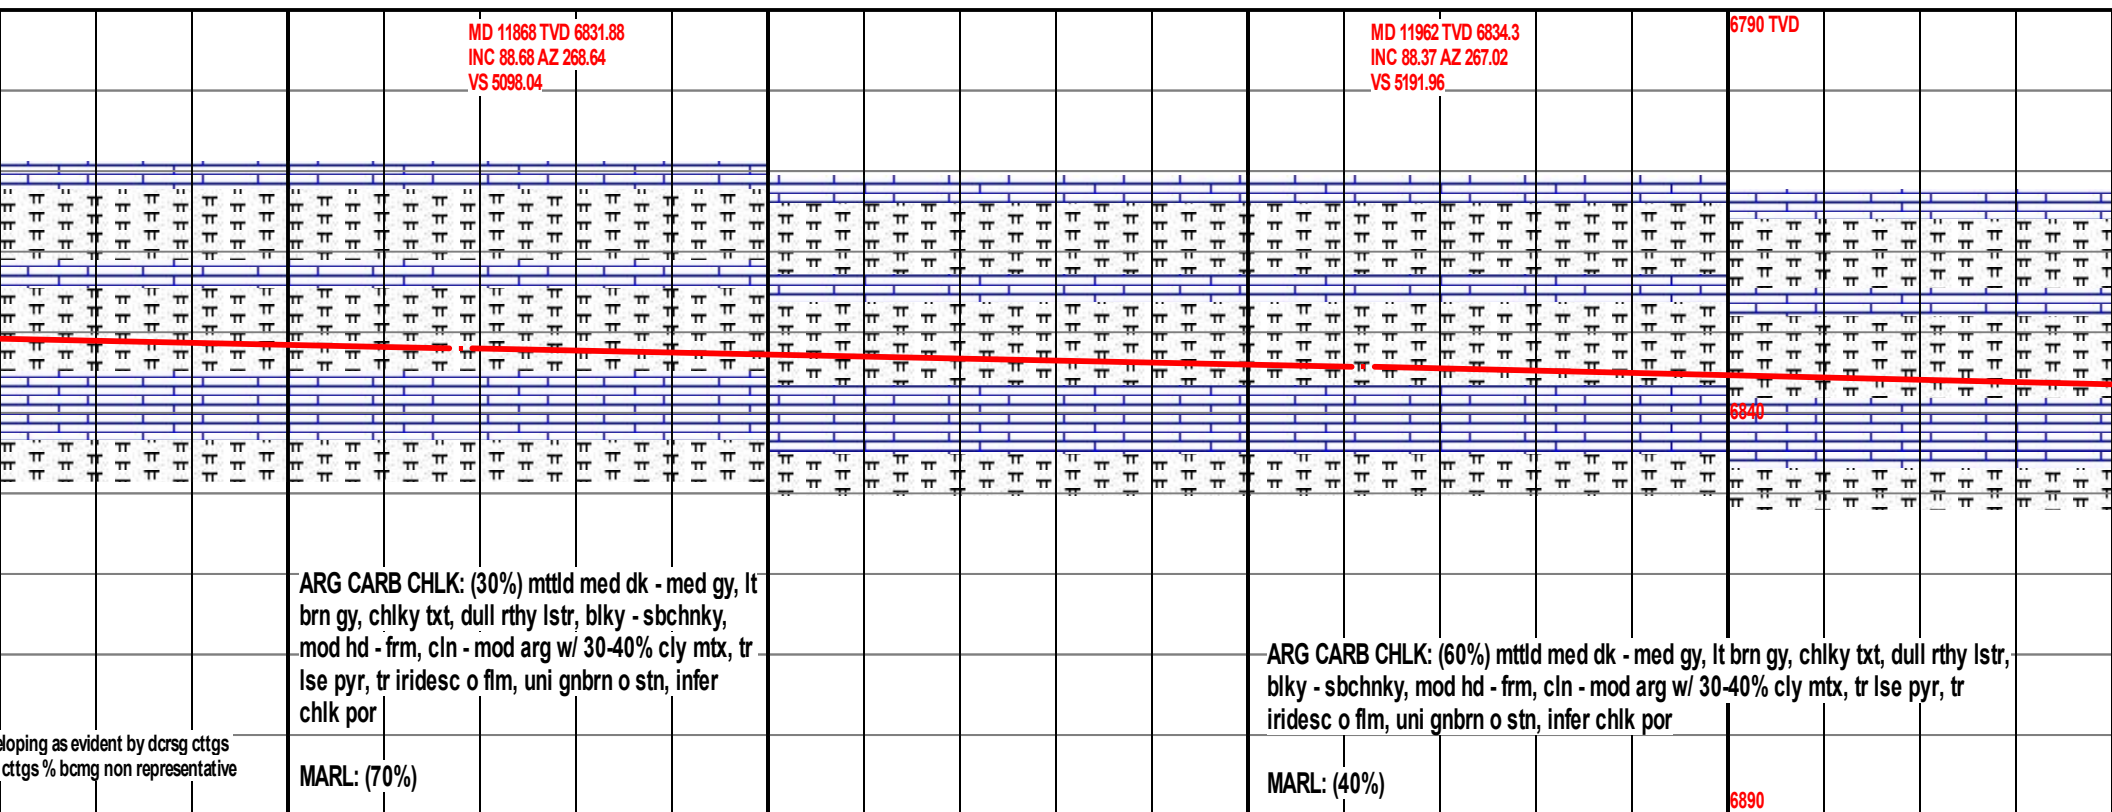 MD 11868 TVD 6831.88
INC 88.68 AZ 268.64
VS 5098.04
MD 11962 TVD 6834.3
INC 88.37 AZ 267.02
VS 5191.96
6790 TVD
6840
ARG CARB CHLK: (30%) mttld med dk - med gy, lt
brn gy, chlky txt, dull rthy lstr, blky - sbchnky,
mod hd - frm, cln - mod arg w/ 30-40% cly mtx, tr
lse pyr, tr iridesc o flm, uni gnbrn o stn, infer
chlk por
MARL: (70%)
eloping as evident by dcrsg cttgs
cttgs % bcmg non representative
ARG CARB CHLK: (60%) mttld med dk - med gy, lt brn gy, chlky txt, dull rthy lstr,
blky - sbchnky, mod hd - frm, cln - mod arg w/ 30-40% cly mtx, tr lse pyr, tr
iridesc o flm, uni gnbrn o stn, infer chlk por
MARL: (40%)
6890